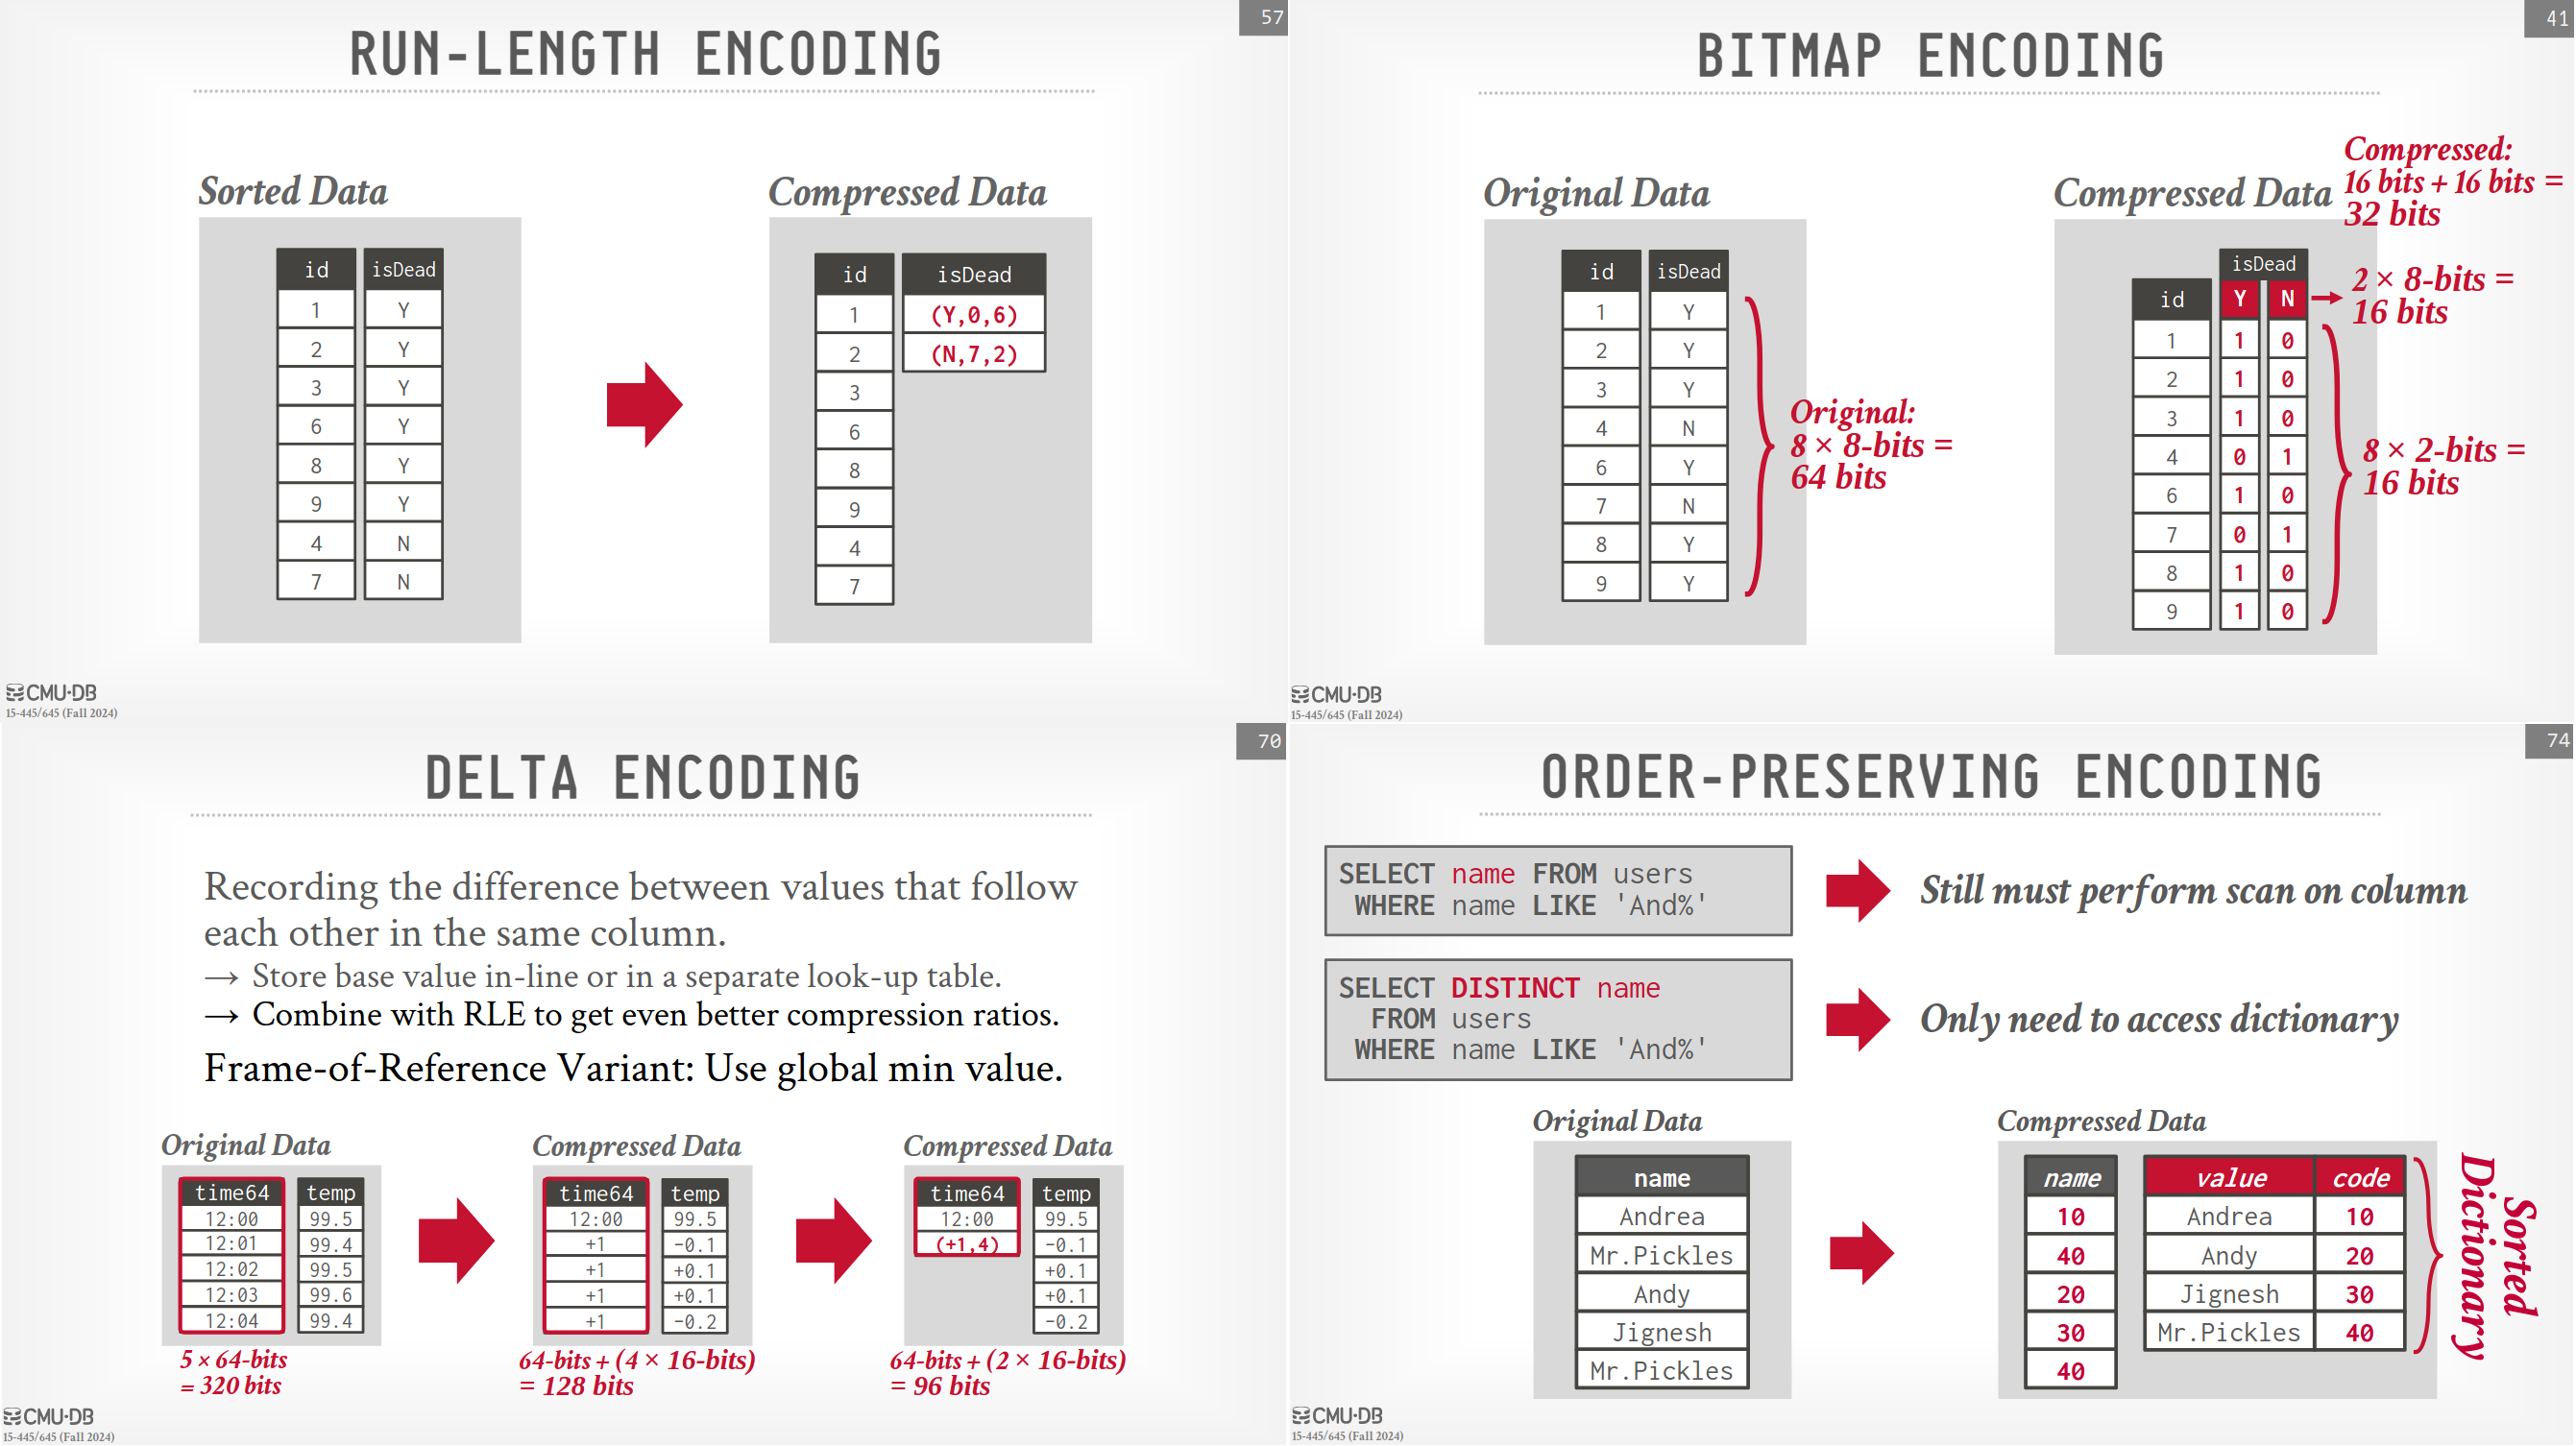 57
RUN-LENGTH ENCODING
Sorted Data
id isDead
1 Y
2 Y
3 Y
6 Y
8 Y
9 Y
4 N
7 N
Compressed Data
id isDead
1 (Y,0,6)
2 (N,7,2)
3
6
8
9
4
7
CMU·DB
15-445/645 (Fall 2024)
41
BITMAP ENCODING
Original Data
id isDead
1 Y
2 Y
3 Y
4 N
6 Y
7 N
8 Y
9 Y
Original:
8 × 8-bits =
64 bits
Compressed Data
Compressed:
16 bits + 16 bits =
32 bits
isDead
id Y N
2 × 8-bits =
16 bits
1 1 0
2 1 0
3 1 0
4 0 1
6 1 0
7 0 1
8 1 0
9 1 0
8 × 2-bits =
16 bits
CMU·DB
15-445/645 (Fall 2024)
70
DELTA ENCODING
Recording the difference between values that follow
each other in the same column.
→ Store base value in-line or in a separate look-up table.
→ Combine with RLE to get even better compression ratios.
Frame-of-Reference Variant: Use global min value.
Original Data
time64 temp
12:00 99.5
12:01 99.4
12:02 99.5
12:03 99.6
12:04 99.4
5 × 64-bits
= 320 bits
Compressed Data
time64 temp
12:00 99.5
+1 -0.1
+1 +0.1
+1 +0.1
+1 -0.2
64-bits + (4 × 16-bits)
= 128 bits
Compressed Data
time64 temp
12:00 99.5
(+1,4) -0.1
+0.1
+0.1
-0.2
64-bits + (2 × 16-bits)
= 96 bits
CMU·DB
15-445/645 (Fall 2024)
74
ORDER-PRESERVING ENCODING
SELECT name FROM users
WHERE name LIKE 'And%'
Still must perform scan on column
SELECT DISTINCT name
FROM users
WHERE name LIKE 'And%'
Only need to access dictionary
Original Data
name
Andrea
Mr.Pickles
Andy
Jignesh
Mr.Pickles
Compressed Data
name value code
10 Andrea 10
40 Andy 20
20 Jignesh 30
30 Mr.Pickles 40
40
Sorted
Dictionary
CMU·DB
15-445/645 (Fall 2024)